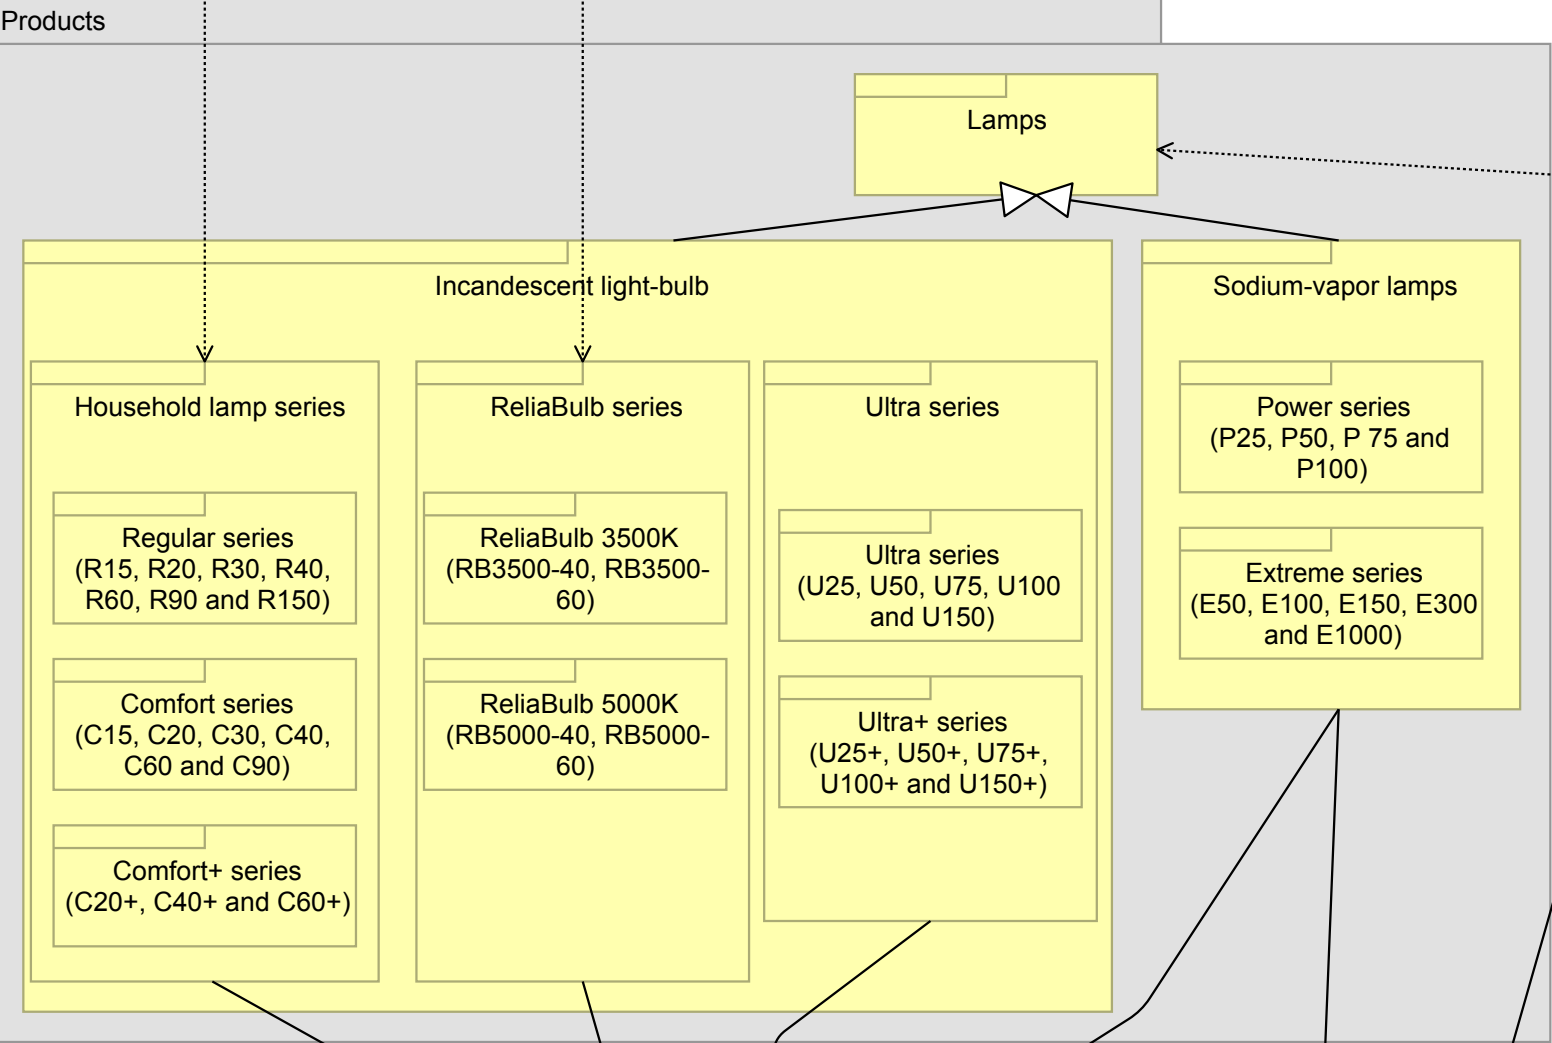 Products
Lamps
Incandescent light-bulb
Sodium-vapor lamps
Household lamp series
Regular series
(R15, R20, R30, R40,
R60, R90 and R150)
Comfort series
(C15, C20, C30, C40,
C60 and C90)
Comfort+ series
(C20+, C40+ and C60+)
ReliaBulb series
ReliaBulb 3500K
(RB3500-40, RB3500-
60)
ReliaBulb 5000K
(RB5000-40, RB5000-
60)
Ultra series
Ultra series
(U25, U50, U75, U100
and U150)
Ultra+ series
(U25+, U50+, U75+,
U100+ and U150+)
Power series
(P25, P50, P 75 and
P100)
Extreme series
(E50, E100, E150, E300
and E1000)